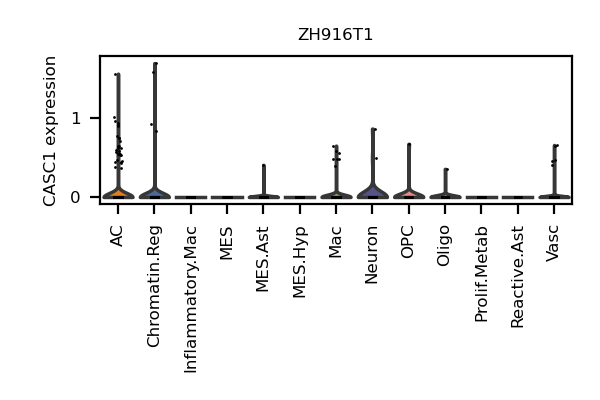 ZH916T1
CASC1 expression
1
0
AC
Chromatin.Reg
Inflammatory.Mac
MES
MES.Ast
MES.Hyp
Mac
Neuron
OPC
Oligo
Prolif.Metab
Reactive.Ast
Vasc